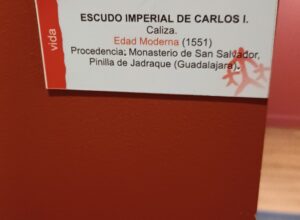 vida
ESCUDO IMPERIAL DE CARLOS I.
Caliza.
Edad Moderna (1551)
Procedencia: Monasterio de San Salvador,
Pinilla de Jadraque (Guadalajara).